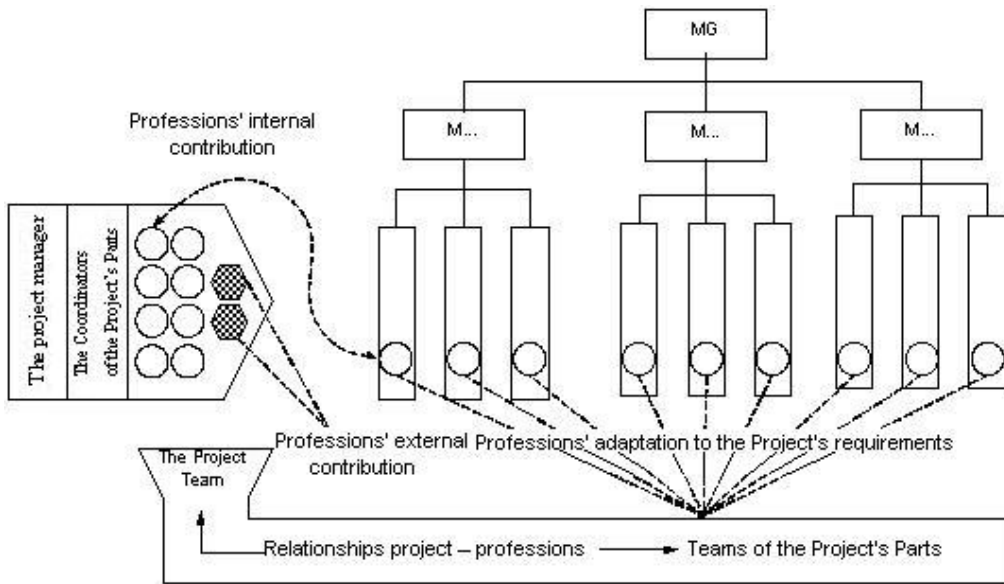 MG
M...
M...
M...
Professions' internal
contribution
The project manager
The Coordinators
of the Project's Parts
Professions' external
contribution
Professions' adaptation to the Project's requirements
The Project
Team
Relationships project – professions
Teams of the Project's Parts